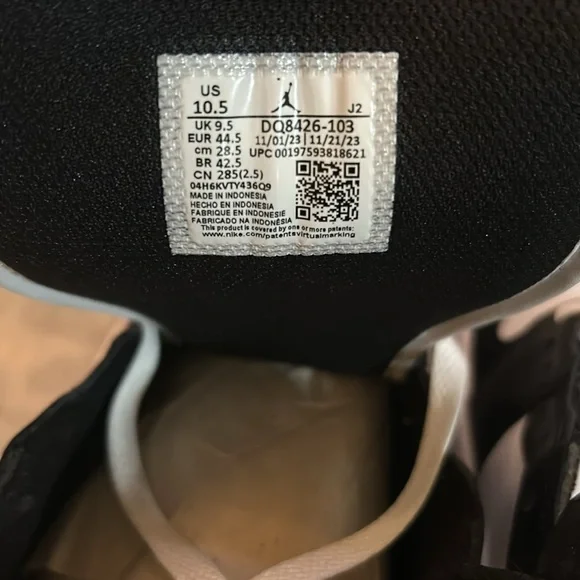 US
10.5 J2
UK 9.5 DQ8426-103
EUR 44.5 11/01/23 11/21/23
cm 28.5 UPC 00197593818621
BR 42.5
CN 285(2.5)
04H6KVTY436Q9
MADE IN INDONESIA
HECHO EN INDONESIA
FABRIQUE EN INDONESIE
FABRICADO NA INDONÉSIA
This product is covered by one or more patents:
www.nike.com/patentsvirtualmarking